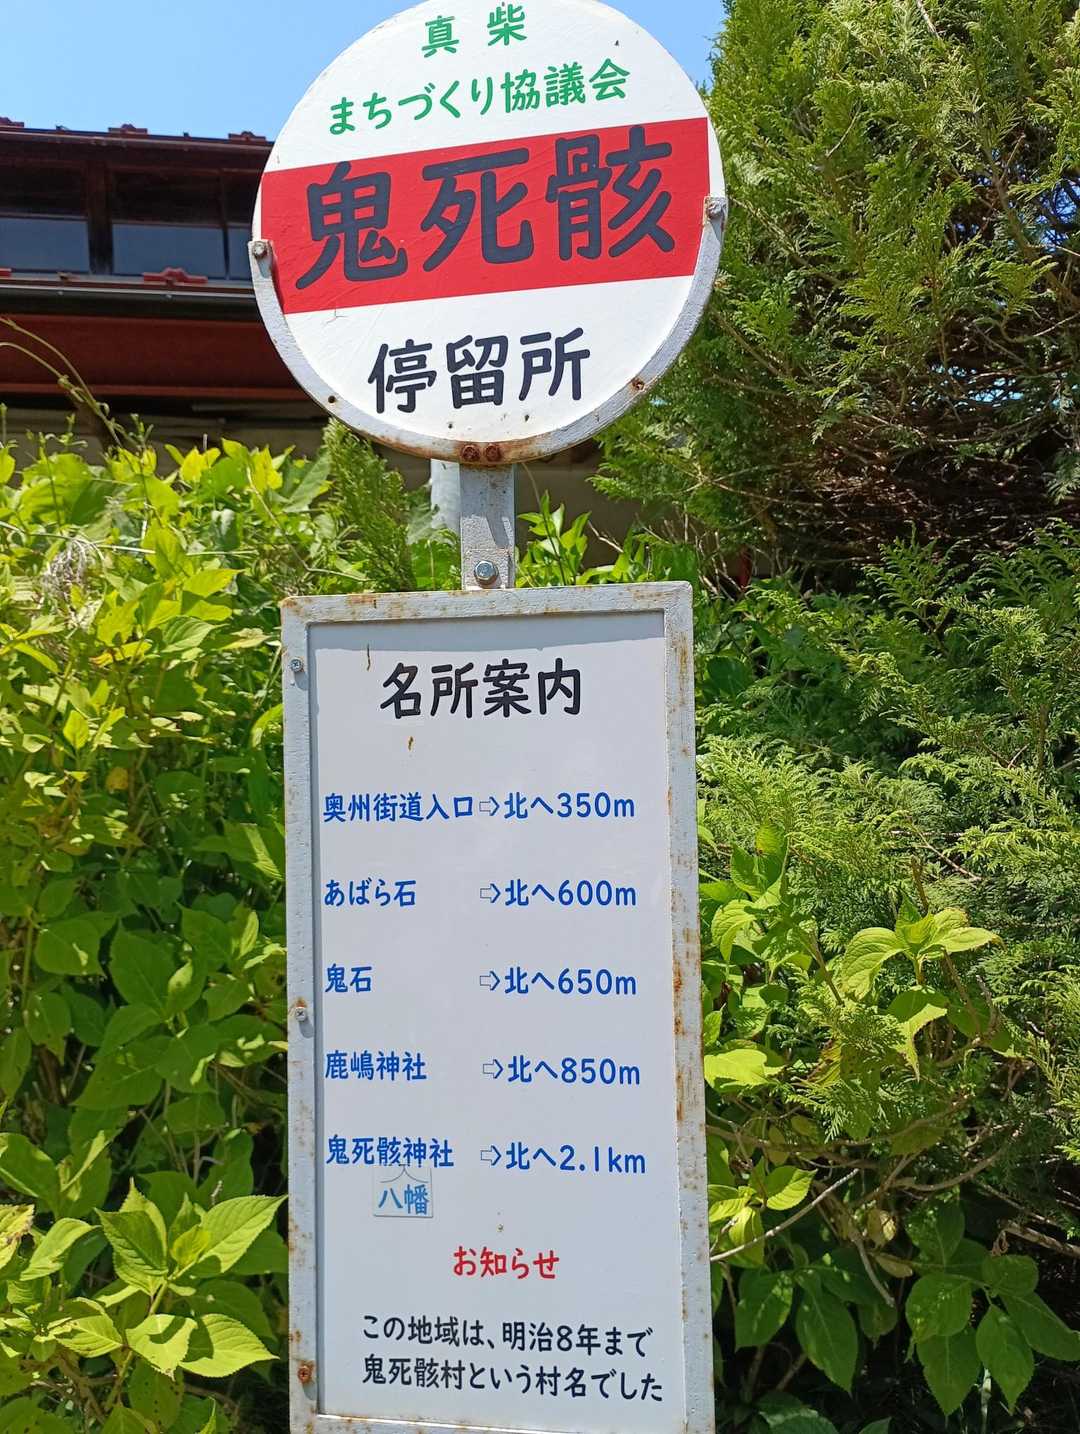 真柴
まちづくり協議会
鬼死骸
停留所
名所案内
奥州街道入口⇨北へ350m
あばら石 ⇨北へ600m
鬼石 ⇨北へ650m
鹿嶋神社 ⇨北へ850m
鬼死骸神社 ⇨北へ2.1km
八幡
お知らせ
この地域は、明治8年まで
鬼死骸村という村名でした